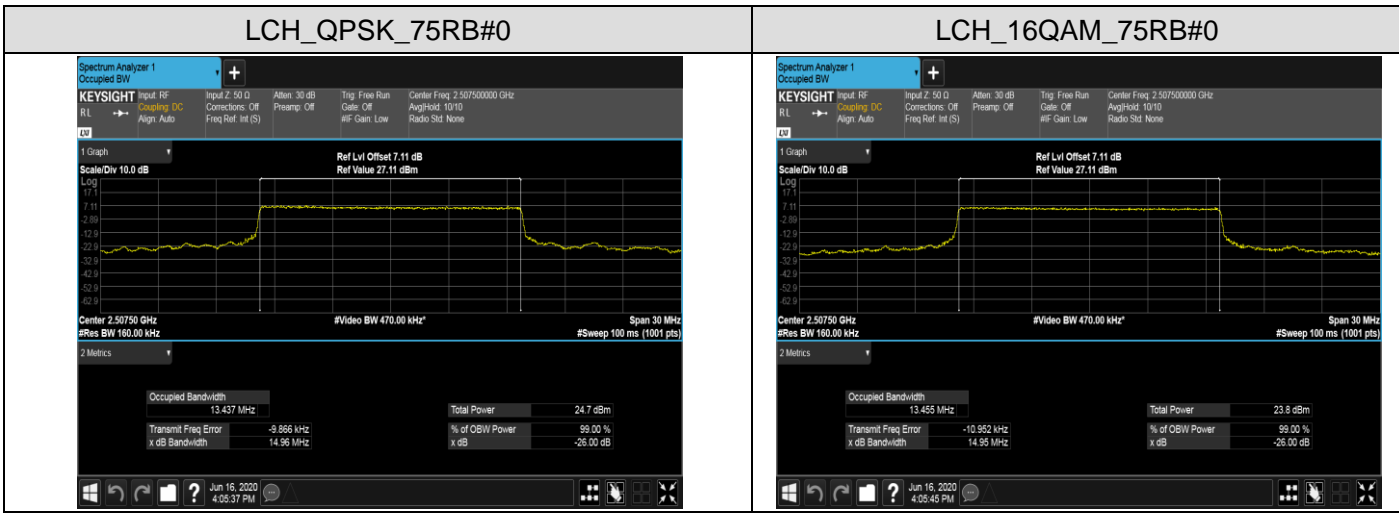 LCH_QPSK_75RB#0
Spectrum Analyzer 1
Occupied BW
+
KEYSIGHT Input: RF Input Z: 50 Ω Atten: 30 dB Trig: Free Run Center Freq: 2.507500000 GHz
RL Coupling: DC Corrections: Off Preamp: Off Gate: Off Avg|Hold: 10/10
Align: Auto Freq Ref: Int (S) #IF Gain: Low Radio Std: None
1 Graph
Scale/Div 10.0 dB
Ref Lvl Offset 7.11 dB
Ref Value 27.11 dBm
Log
17.1
7.11
-2.89
-12.9
-22.9
-32.9
-42.9
-52.9
-62.9
Center 2.50750 GHz #Video BW 470.00 kHz* Span 30 MHz
#Res BW 160.00 kHz #Sweep 100 ms (1001 pts)
2 Metrics
Occupied Bandwidth
13.437 MHz Total Power 24.7 dBm
Transmit Freq Error -9.866 kHz % of OBW Power 99.00 %
x dB Bandwidth 14.96 MHz x dB -26.00 dB
? Jun 16, 2020
4:05:37 PM
LCH_16QAM_75RB#0
Spectrum Analyzer 1
Occupied BW
+
KEYSIGHT Input: RF Input Z: 50 Ω Atten: 30 dB Trig: Free Run Center Freq: 2.507500000 GHz
RL Coupling: DC Corrections: Off Preamp: Off Gate: Off Avg|Hold: 10/10
Align: Auto Freq Ref: Int (S) #IF Gain: Low Radio Std: None
1 Graph
Scale/Div 10.0 dB
Ref Lvl Offset 7.11 dB
Ref Value 27.11 dBm
Log
17.1
7.11
-2.89
-12.9
-22.9
-32.9
-42.9
-52.9
-62.9
Center 2.50750 GHz #Video BW 470.00 kHz* Span 30 MHz
#Res BW 160.00 kHz #Sweep 100 ms (1001 pts)
2 Metrics
Occupied Bandwidth
13.455 MHz Total Power 23.8 dBm
Transmit Freq Error -10.952 kHz % of OBW Power 99.00 %
x dB Bandwidth 14.95 MHz x dB -26.00 dB
? Jun 16, 2020
4:05:45 PM